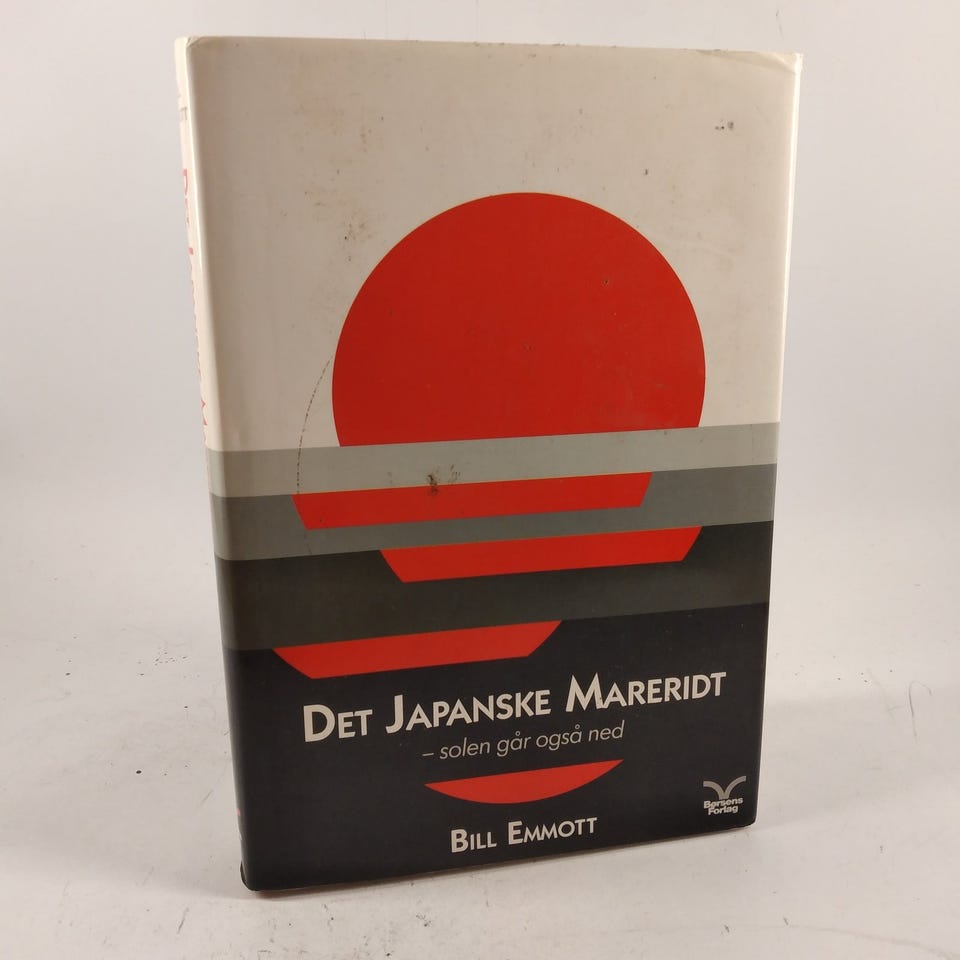 DET JAPANSKE MARERIDT
– solen går også ned
BILL EMMOTT
Børsens
Forlag